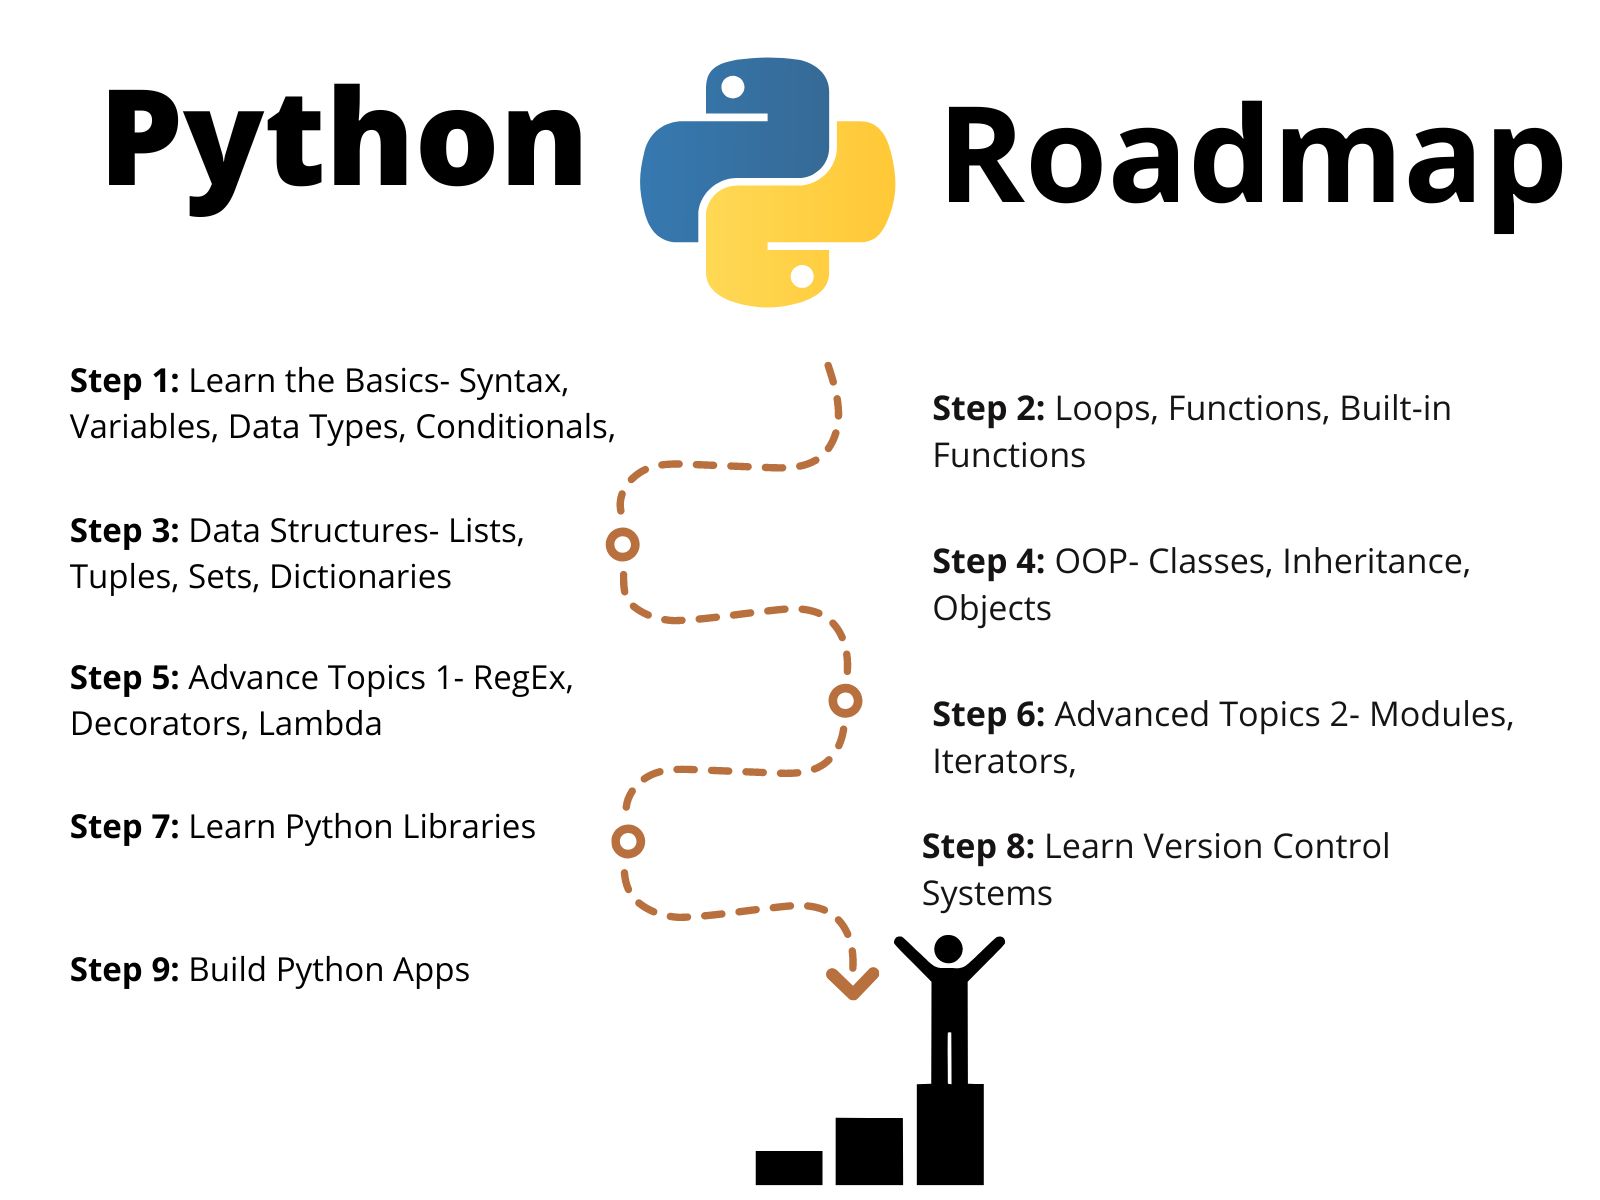 Python
Roadmap
Step 1: Learn the Basics- Syntax,
Variables, Data Types, Conditionals,
Step 2: Loops, Functions, Built-in
Functions
Step 3: Data Structures- Lists,
Tuples, Sets, Dictionaries
Step 4: OOP- Classes, Inheritance,
Objects
Step 5: Advance Topics 1- RegEx,
Decorators, Lambda
Step 6: Advanced Topics 2- Modules,
Iterators,
Step 7: Learn Python Libraries
Step 8: Learn Version Control
Systems
Step 9: Build Python Apps